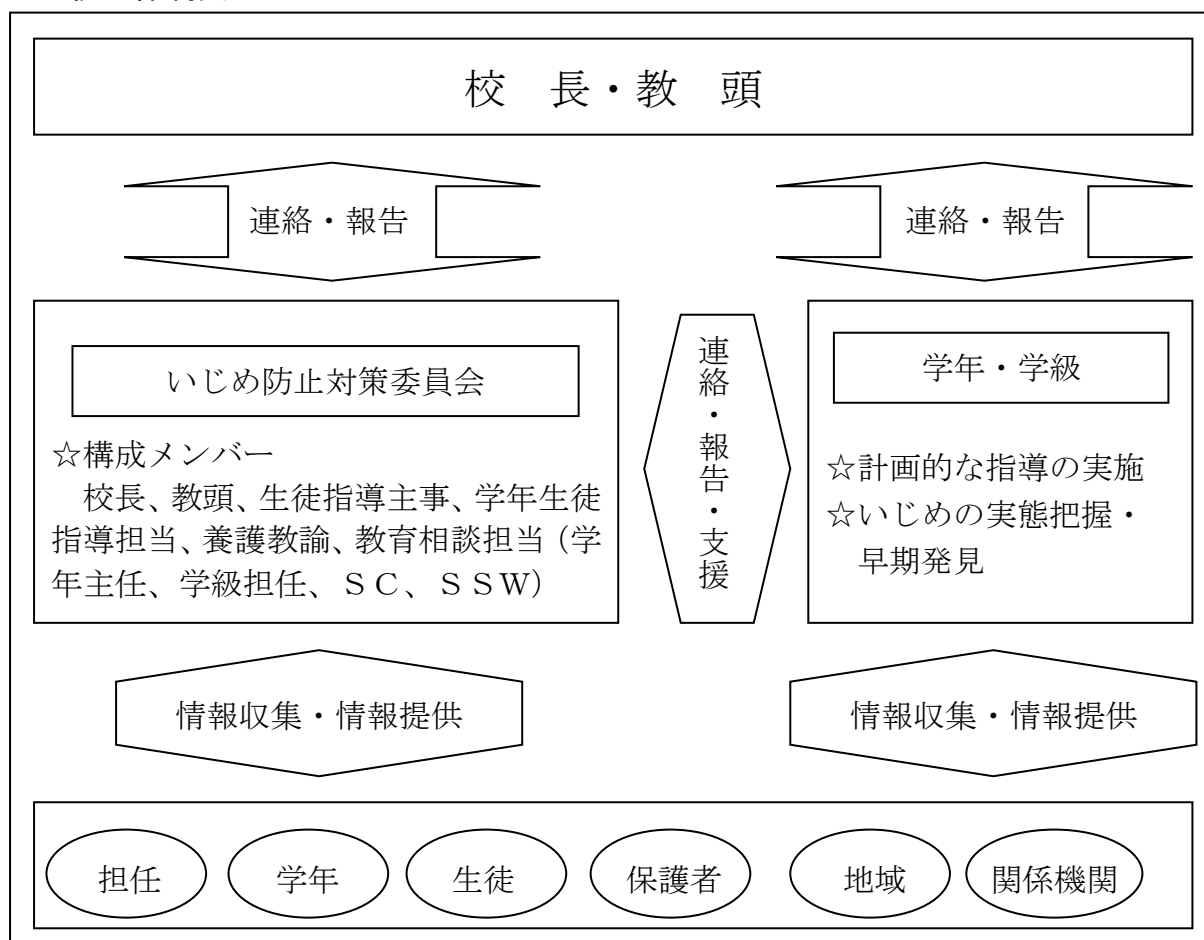 校　長・教　頭
連絡・報告
連絡・報告
いじめ防止対策委員会
☆構成メンバー
　校長、教頭、生徒指導主事、学年生徒
指導担当、養護教諭、教育相談担当（学
年主任、学級担任、ＳＣ、ＳＳＷ）
連絡・報告・支援
学年・学級
☆計画的な指導の実施
☆いじめの実態把握・
　早期発見
情報収集・情報提供
情報収集・情報提供
担任
学年
生徒
保護者
地域
関係機関